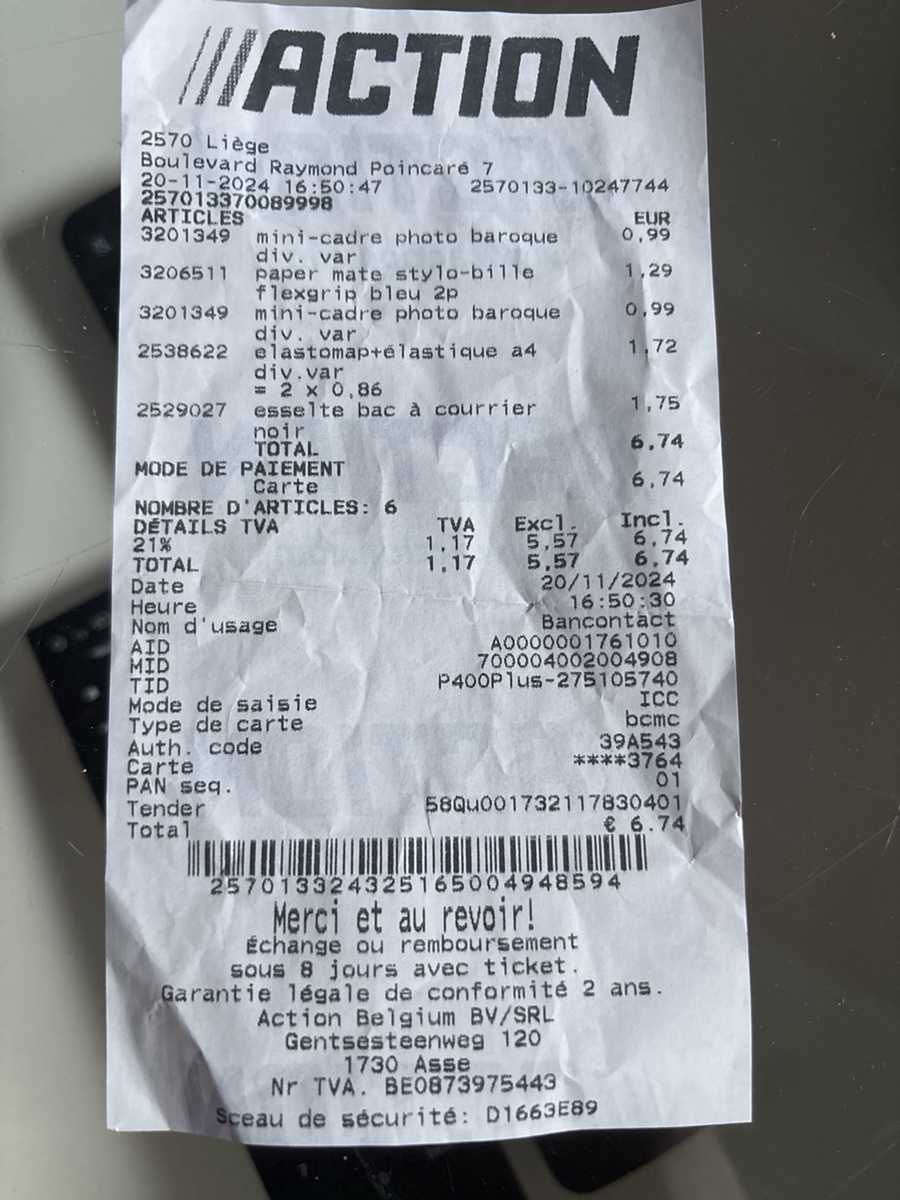 ///ACTION
2570 Liège
Boulevard Raymond Poincaré 7
20-11-2024 16:50:47 2570133-10247744
257013370089998
ARTICLES EUR
3201349 mini-cadre photo baroque 0,99
div. var
3206511 paper mate stylo-bille 1,29
flexgrip bleu 2p
3201349 mini-cadre photo baroque 0,99
div. var
2538622 elastomap+élastique a4 1,72
div.var
= 2 x 0,86
2529027 esselte bac à courrier 1,75
noir
TOTAL 6,74
MODE DE PAIEMENT
Carte 6,74
NOMBRE D'ARTICLES: 6
DÉTAILS TVA TVA Excl. Incl.
21% 1,17 5,57 6,74
TOTAL 1,17 5,57 6,74
Date 20/11/2024
Heure 16:50:30
Nom d'usage Bancontact
AID A0000001761010
MID 700004002004908
TID P400Plus-275105740
Mode de saisie ICC
Type de carte bcmc
Auth. code 39A543
Carte ****3764
PAN seq. 01
Tender 58Qu001732117830401
Total € 6.74
257013324325165004948594
Merci et au revoir!
Échange ou remboursement
sous 8 jours avec ticket.
Garantie légale de conformité 2 ans.
Action Belgium BV/SRL
Gentsesteenweg 120
1730 Asse
Nr TVA. BE0873975443
Sceau de sécurité: D1663E89